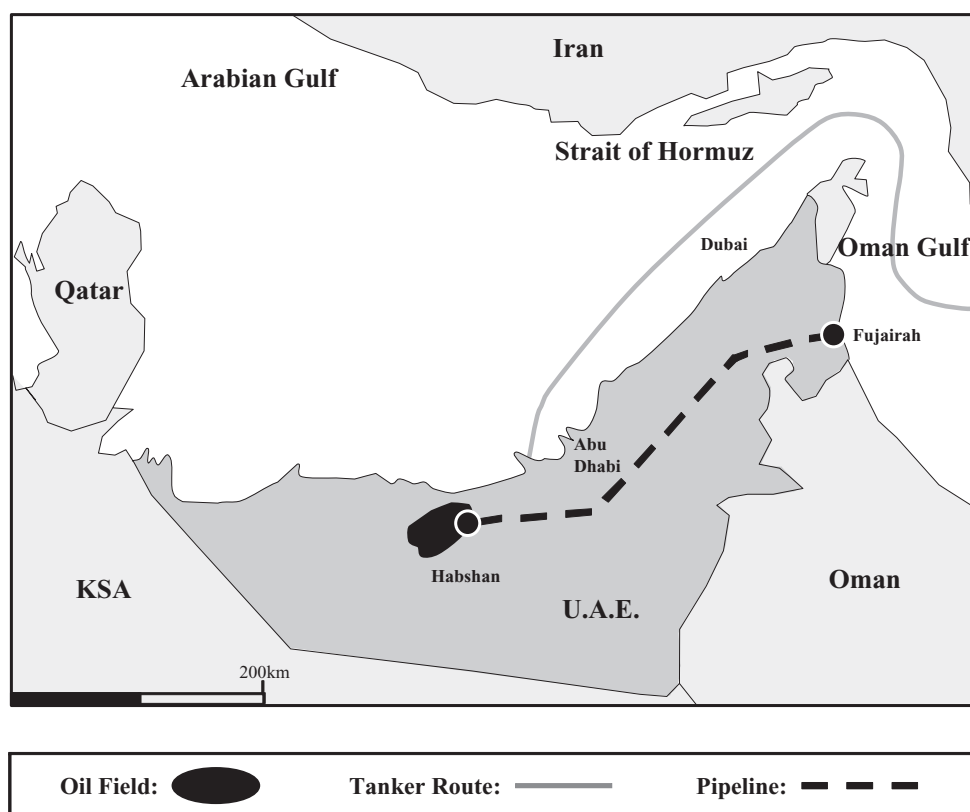 Iran
Arabian Gulf
Strait of Hormuz
Dubai
Oman Gulf
Qatar
Fujairah
Abu
Dhabi
Habshan
KSA
Oman
U.A.E.
200km
Oil Field:
Tanker Route:
Pipeline: